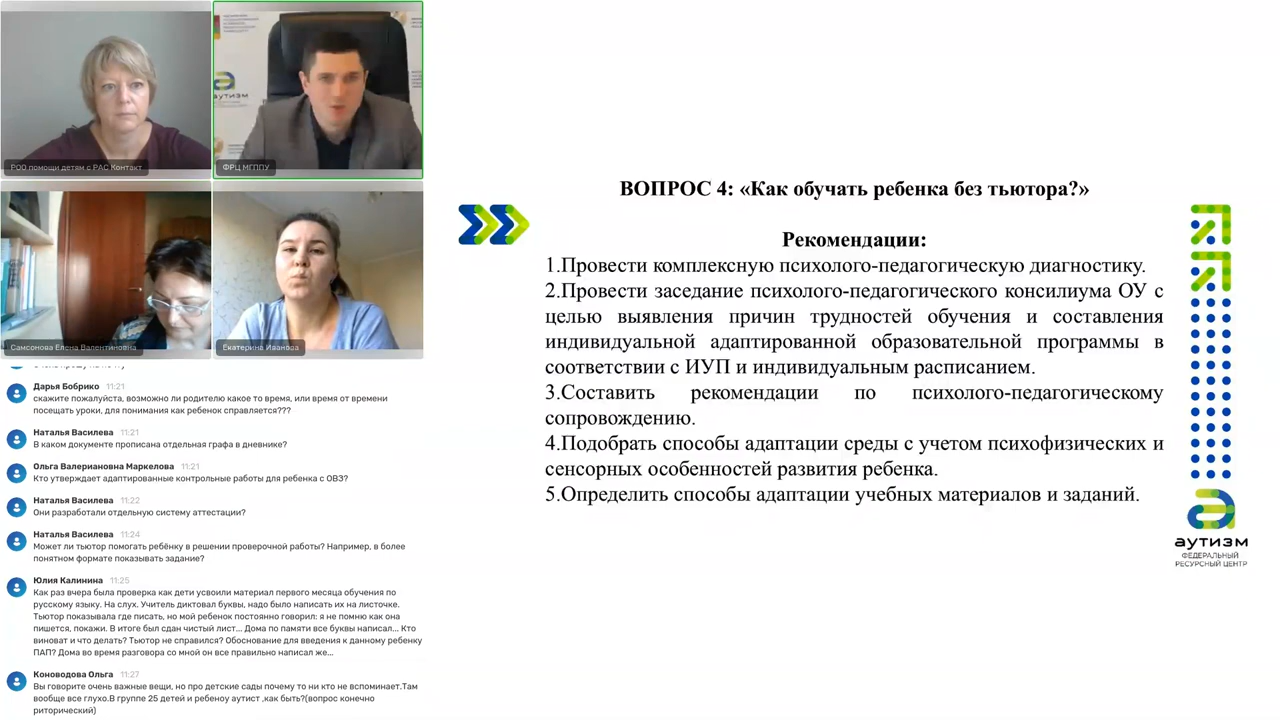 РОО помощи детям с РАС Контакт
ФРЦ МГППУ
аутизм
Самсонова Елена Валентиновна
Екатерина Иванова
Дарья Бобрико 11:21
скажите пожалуйста, возможно ли родителю какое то время, или время от времени
посещать уроки, для понимания как ребенок справляется???
Наталья Василева 11:21
В каком документе прописана отдельная графа в дневнике?
Ольга Валериановна Маркелова 11:21
Кто утверждает адаптированные контрольные работы для ребенка с ОВЗ?
Наталья Василева 11:22
Они разработали отдельную систему аттестации?
Наталья Василева 11:24
Может ли тьютор помогать ребёнку в решении проверочной работы? Например, в более
понятном формате показывать задание?
Юлия Калинина 11:25
Как раз вчера была проверка как дети усвоили материал первого месяца обучения по
русскому языку. На слух. Учитель диктовал буквы, надо было написать их на листочке.
Тьютор показывала где писать, но мой ребенок постоянно говорил: я не помню как она
пишется, покажи. В итоге был сдан чистый лист... Дома по памяти все буквы написал... Кто
виноват и что делать? Тьютор не справился? Обоснование для введения к данному ребенку
ПАП? Дома во время разговора со мной он все правильно написал же...
Коноводова Ольга 11:27
Вы говорите очень важные вещи, но про детские сады почему то ни кто не вспоминает.Там
вообще все глухо.В группе 25 детей и ребеноу аутист ,как быть?(вопрос конечно
риторический)
ВОПРОС 4: «Как обучать ребенка без тьютора?»
Рекомендации:
1.Провести комплексную психолого-педагогическую диагностику.
2.Провести заседание психолого-педагогического консилиума ОУ с
целью выявления причин трудностей обучения и составления
индивидуальной адаптированной образовательной программы в
соответствии с ИУП и индивидуальным расписанием.
3.Составить рекомендации по психолого-педагогическому
сопровождению.
4.Подобрать способы адаптации среды с учетом психофизических и
сенсорных особенностей развития ребенка.
5.Определить способы адаптации учебных материалов и заданий.
аутизм
ФЕДЕРАЛЬНЫЙ
РЕСУРСНЫЙ ЦЕНТР